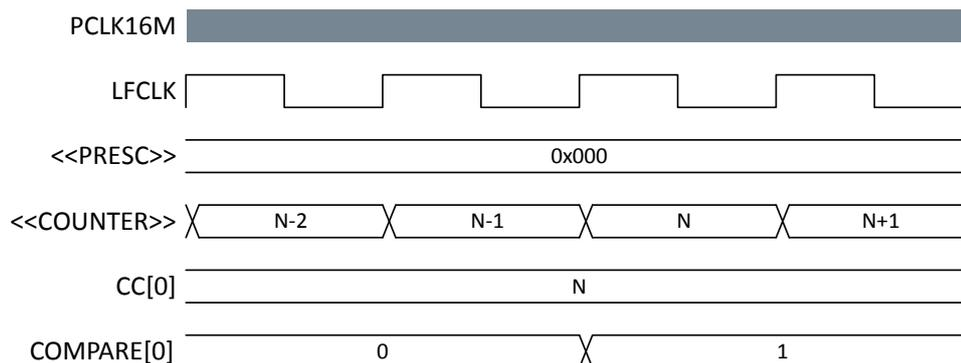 PCLK16M
LFCLK
<<PRESC>> 0x000
<<COUNTER>> N-2 N-1 N N+1
CC[0] N
COMPARE[0] 0 1